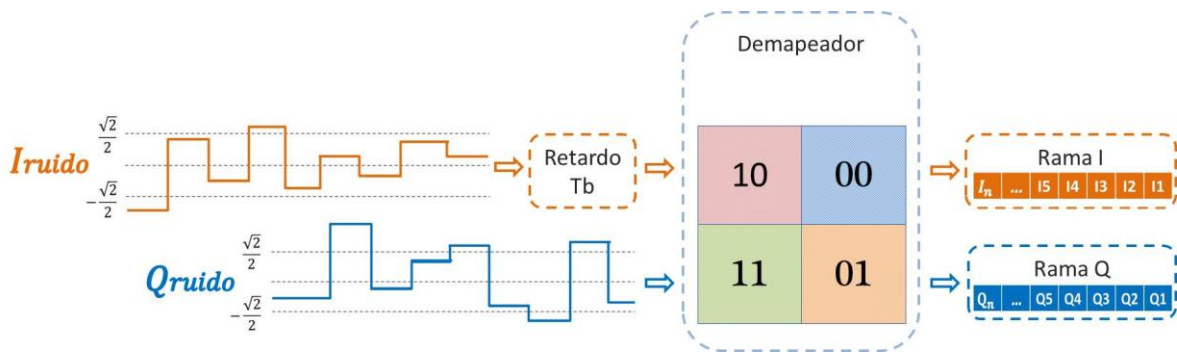 Demapeador
√2/2
Iruido
-√2/2
Retardo
Tb
10 00
11 01
Rama I
In ... I5 I4 I3 I2 I1
√2/2
Qruido
-√2/2
Rama Q
Qn ... Q5 Q4 Q3 Q2 Q1